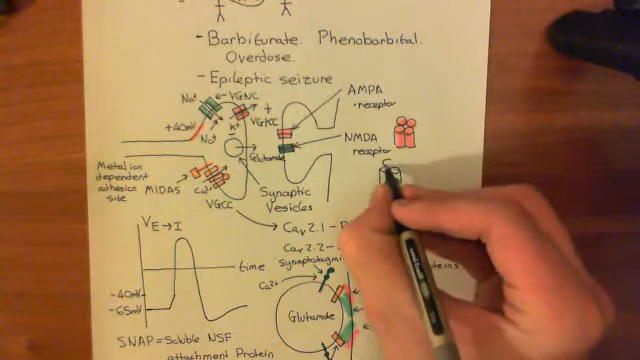 - Barbiturate. Phenobarbital.
Overdose.
- Epileptic seizure
Na+
VGNC
+
AMPA
receptor
+40mV
Na+
K+
VGKC
NMDA
receptor
Glutamate
Metal ion
dependent
adhesion
site
MIDAS
Ca2+
VGCC
Synaptic
Vesicles
Cav2.1 -
Cav2.2 -
VE→I
time
-40mV
-65mV
Synaptotagmin
Ca2+
Glutamate
SNAP = Soluble NSF
attachment Protein